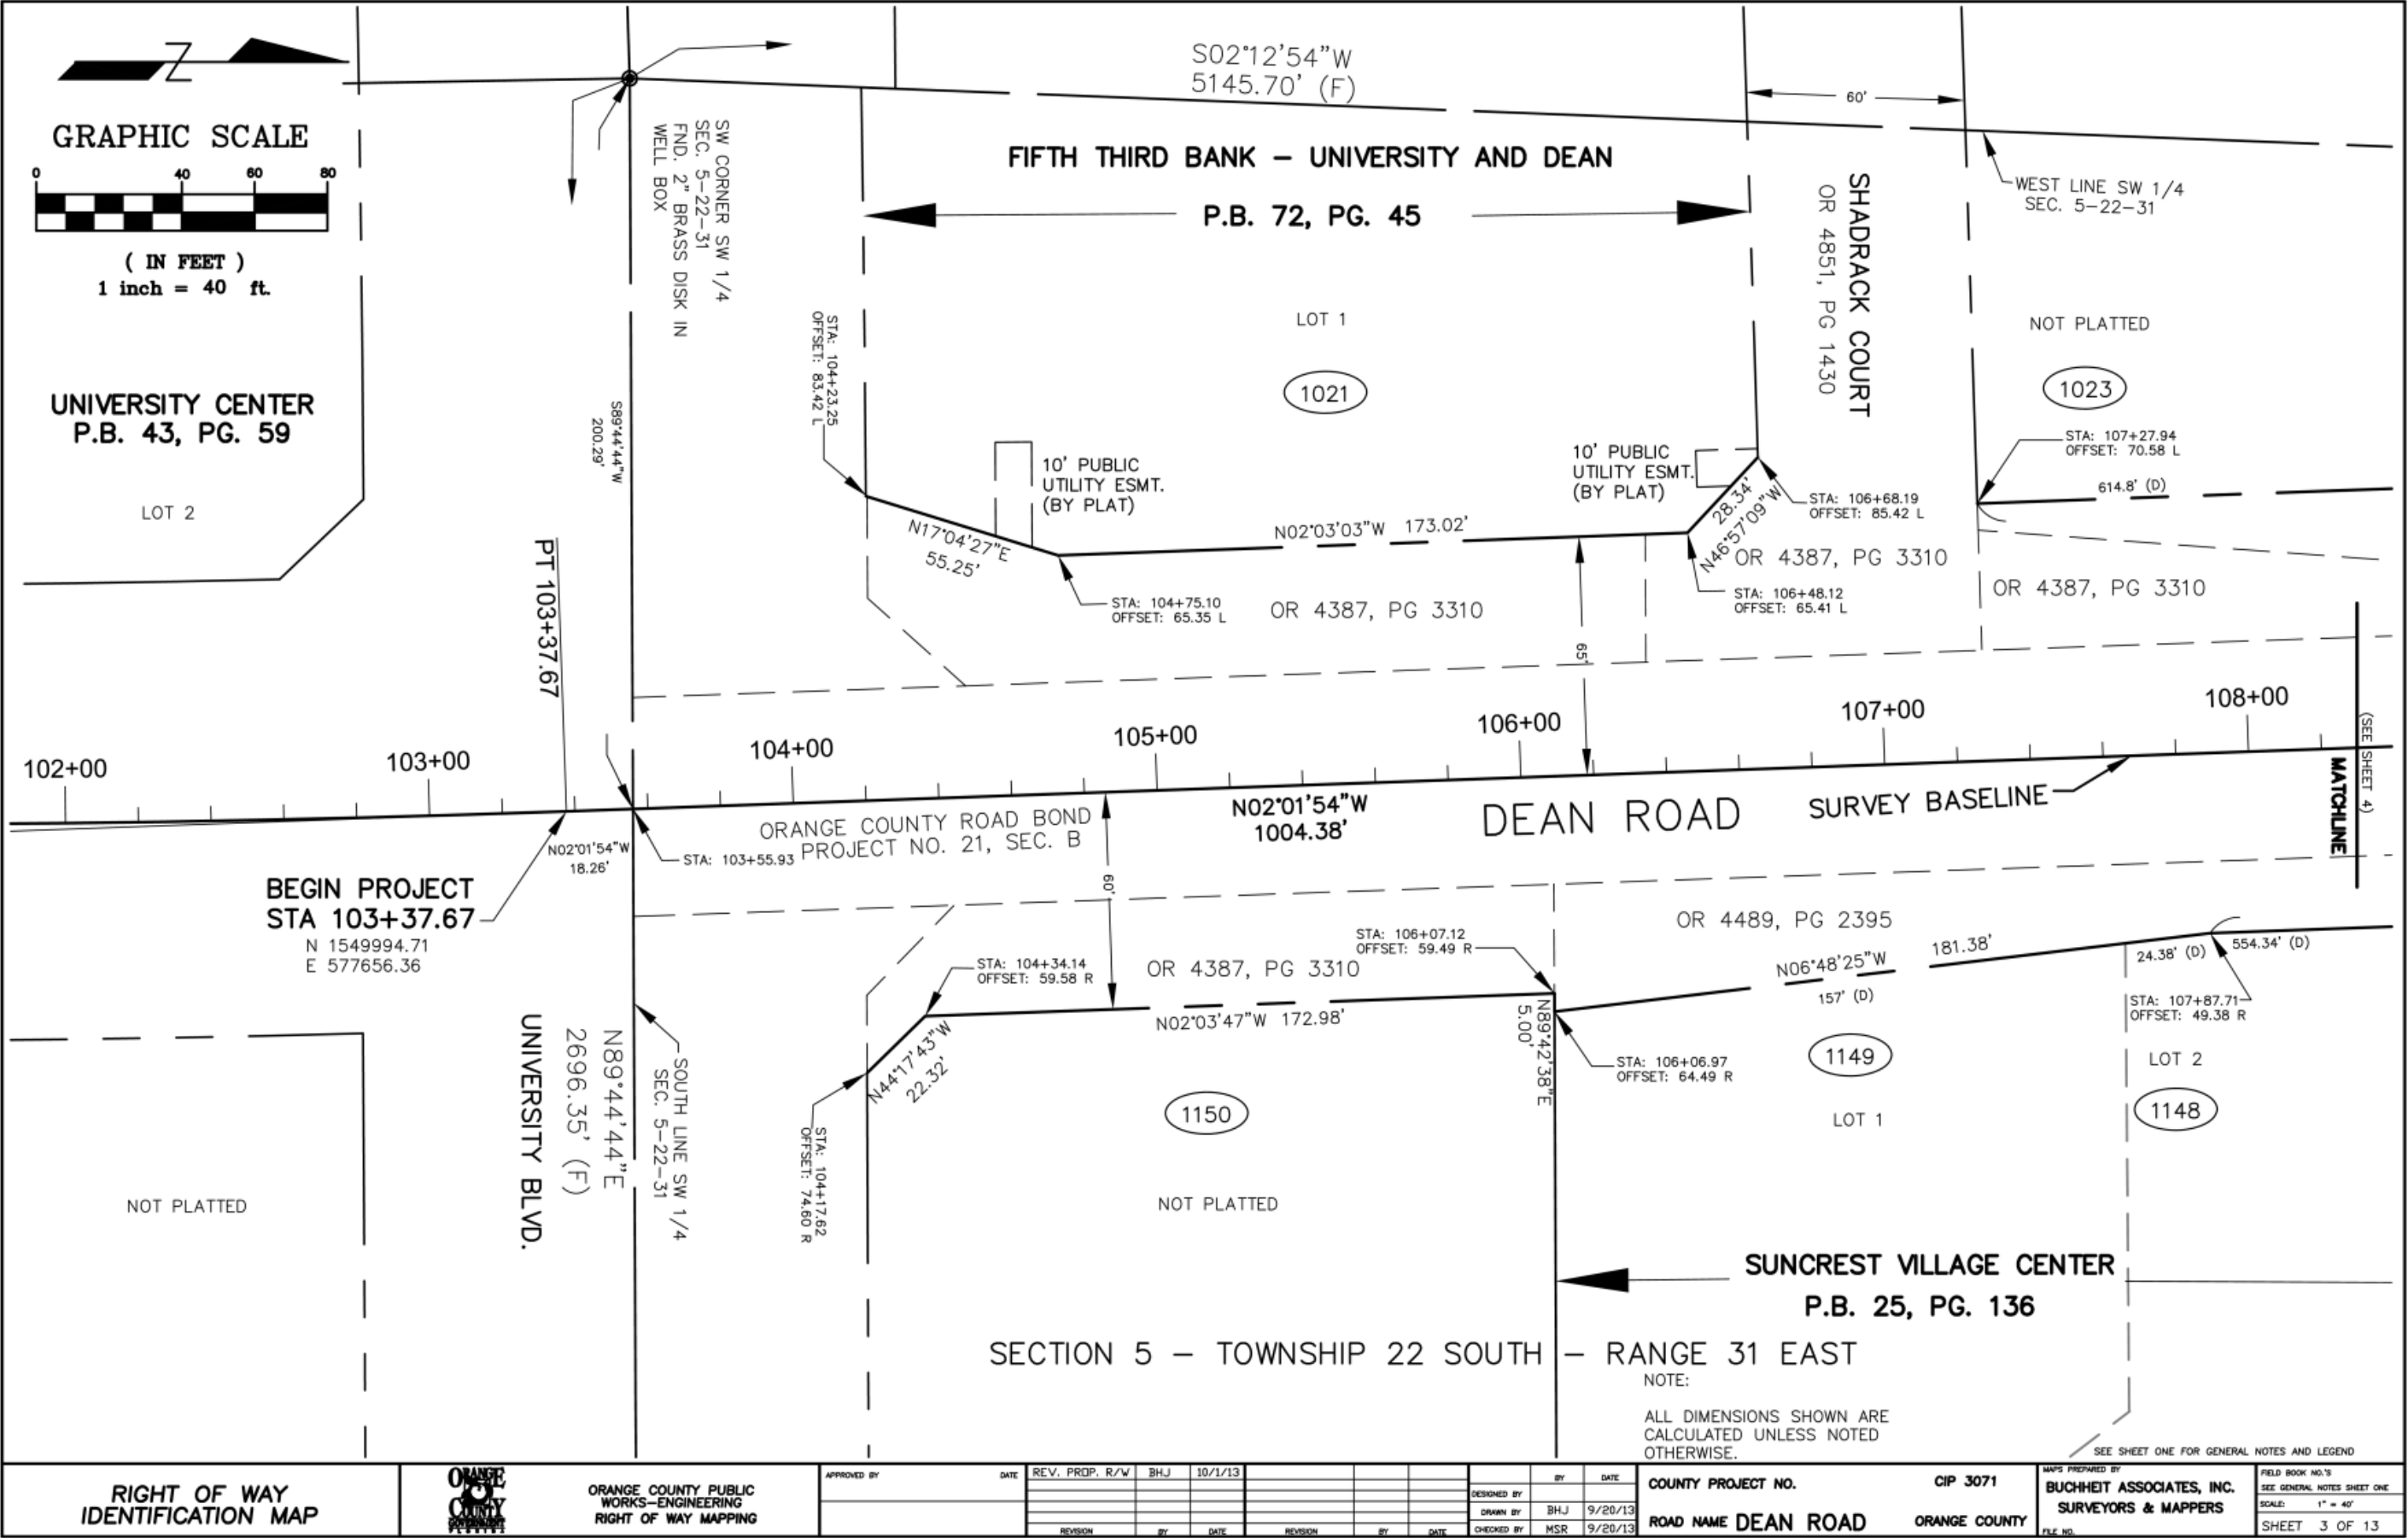 Z
GRAPHIC SCALE
0 40 60 80
( IN FEET )
1 inch = 40 ft.
UNIVERSITY CENTER
P.B. 43, PG. 59
LOT 2
SW CORNER SW 1/4
SEC. 5-22-31
FND. 2" BRASS DISK IN
WELL BOX
S89°44'44"W
200.29'
S02°12'54"W
5145.70' (F)
FIFTH THIRD BANK – UNIVERSITY AND DEAN
P.B. 72, PG. 45
LOT 1
1021
60'
WEST LINE SW 1/4
SEC. 5-22-31
SHADRACK COURT
OR 4851, PG 1430
NOT PLATTED
1023
STA: 107+27.94
OFFSET: 70.58 L
614.8' (D)
STA: 104+23.25
OFFSET: 83.42 L
10' PUBLIC
UTILITY ESMT.
(BY PLAT)
10' PUBLIC
UTILITY ESMT.
(BY PLAT)
N17°04'27"E
55.25'
N02°03'03"W 173.02'
28.34'
N46°57'09"W
STA: 106+68.19
OFFSET: 85.42 L
OR 4387, PG 3310
STA: 104+75.10
OFFSET: 65.35 L
OR 4387, PG 3310
STA: 106+48.12
OFFSET: 65.41 L
OR 4387, PG 3310
65'
PT 103+37.67
102+00
103+00
104+00
105+00
106+00
107+00
108+00
(SEE SHEET 4)
MATCHLINE
N02°01'54"W
18.26'
STA: 103+55.93
ORANGE COUNTY ROAD BOND
PROJECT NO. 21, SEC. B
60'
N02°01'54"W
1004.38'
DEAN ROAD
SURVEY BASELINE
BEGIN PROJECT
STA 103+37.67
N 1549994.71
E 577656.36
STA: 104+34.14
OFFSET: 59.58 R
OR 4387, PG 3310
STA: 106+07.12
OFFSET: 59.49 R
OR 4489, PG 2395
N06°48'25"W 181.38'
157' (D)
24.38' (D)
554.34' (D)
STA: 107+87.71
OFFSET: 49.38 R
N02°03'47"W 172.98'
N44°17'43"W
22.32'
N89°42'38"E
5.00'
STA: 106+06.97
OFFSET: 64.49 R
1149
LOT 1
LOT 2
1148
UNIVERSITY BLVD.
N89°44'44"E
2696.35' (F)
SOUTH LINE SW 1/4
SEC. 5-22-31
STA: 104+17.62
OFFSET: 74.60 R
1150
NOT PLATTED
NOT PLATTED
SUNCREST VILLAGE CENTER
P.B. 25, PG. 136
SECTION 5 – TOWNSHIP 22 SOUTH – RANGE 31 EAST
NOTE:
ALL DIMENSIONS SHOWN ARE
CALCULATED UNLESS NOTED
OTHERWISE.
SEE SHEET ONE FOR GENERAL NOTES AND LEGEND
RIGHT OF WAY
IDENTIFICATION MAP
ORANGE
COUNTY
GOVERNMENT
FLORIDA
ORANGE COUNTY PUBLIC
WORKS–ENGINEERING
RIGHT OF WAY MAPPING
APPROVED BY DATE
REV. PROP. R/W BHJ 10/1/13
REVISION BY DATE REVISION BY DATE
BY DATE
DESIGNED BY
DRAWN BY BHJ 9/20/13
CHECKED BY MSR 9/20/13
COUNTY PROJECT NO. CIP 3071
ROAD NAME DEAN ROAD ORANGE COUNTY
MAPS PREPARED BY
BUCHHEIT ASSOCIATES, INC.
SURVEYORS & MAPPERS
FILE NO.
FIELD BOOK NO.'S
SEE GENERAL NOTES SHEET ONE
SCALE: 1" = 40'
SHEET 3 OF 13